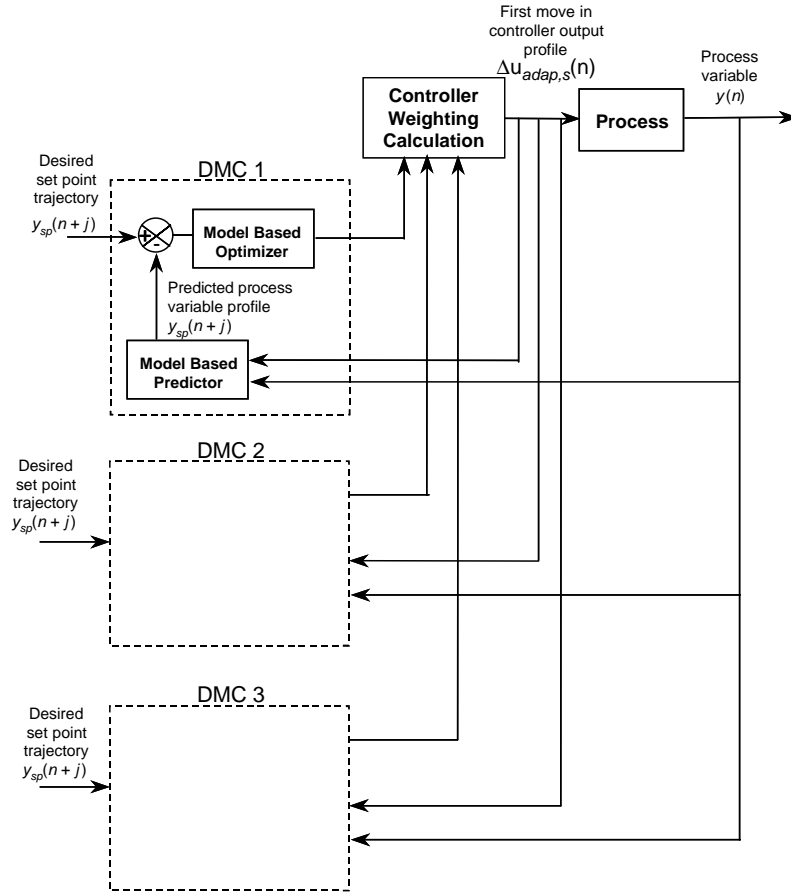 First move in
controller output
profile
Δu_adap,s(n)
Process
variable
y(n)
Controller
Weighting
Calculation
Process
Desired
set point
trajectory
y_sp(n + j)
DMC 1
+
-
Model Based
Optimizer
Predicted process
variable profile
y_sp(n + j)
Model Based
Predictor
DMC 2
Desired
set point
trajectory
y_sp(n + j)
DMC 3
Desired
set point
trajectory
y_sp(n + j)